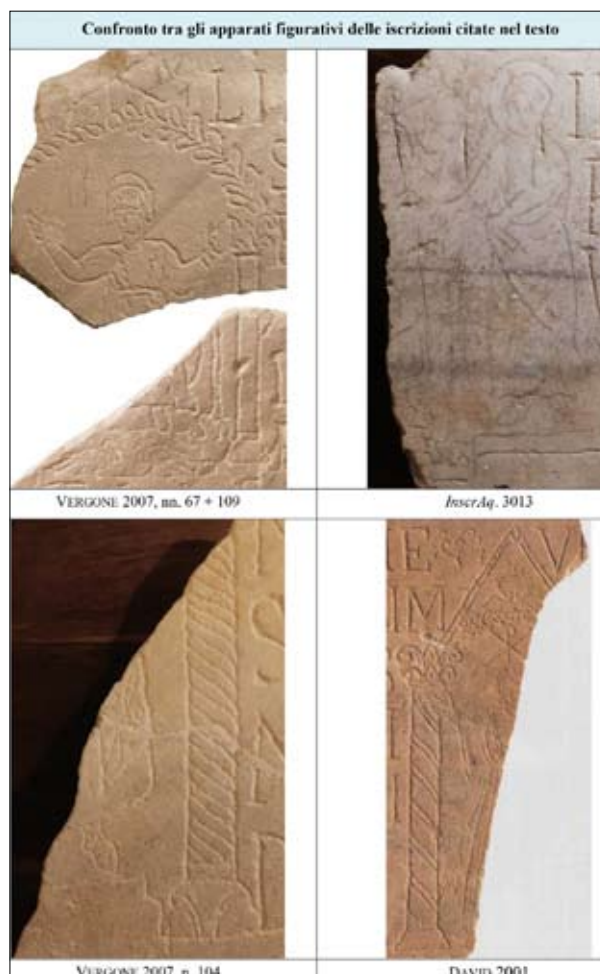 Confronto tra gli apparati figurativi delle iscrizioni citate nel testo
VERGONE 2007, nn. 67 + 109
InscrAq. 3013
IM
VERGONE 2007, n. 104
DAVID 2001